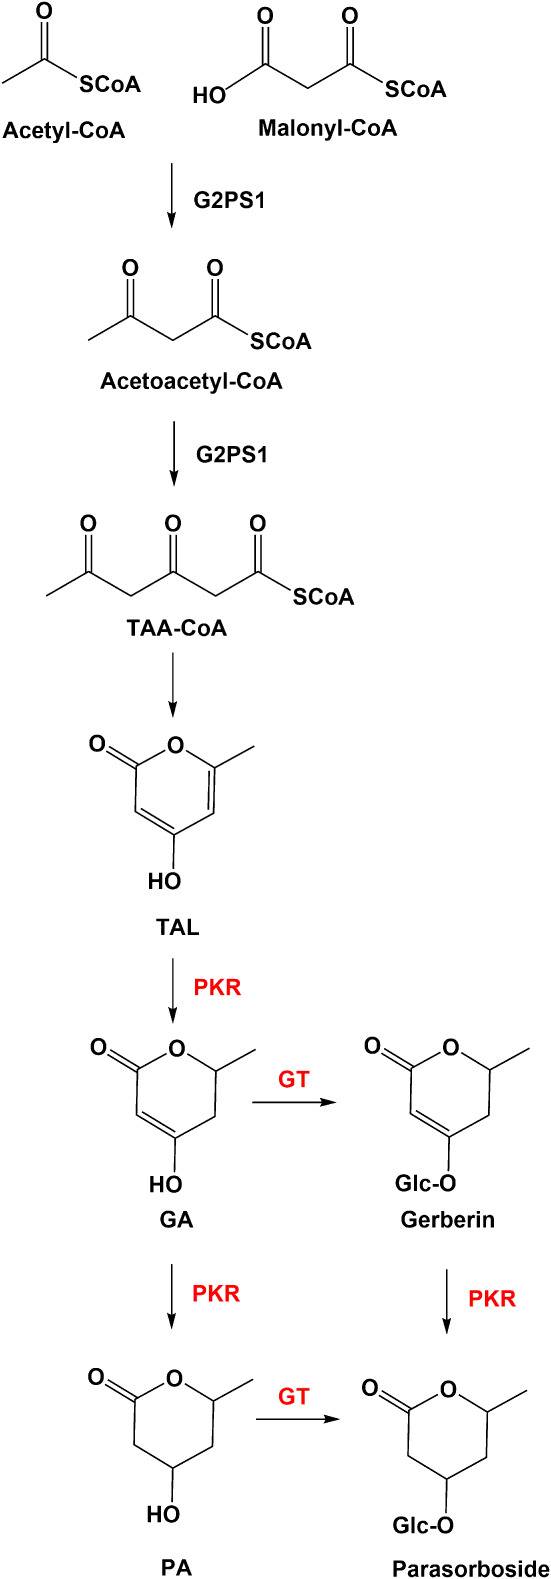 O O O
SCoA HO SCoA
Acetyl-CoA Malonyl-CoA
G2PS1
O O
SCoA
Acetoacetyl-CoA
G2PS1
O O O
SCoA
TAA-CoA
O O
HO
TAL
PKR
O O O O
GT
HO Glc-O
GA Gerberin
PKR PKR
O O O O
GT
HO Glc-O
PA Parasorboside